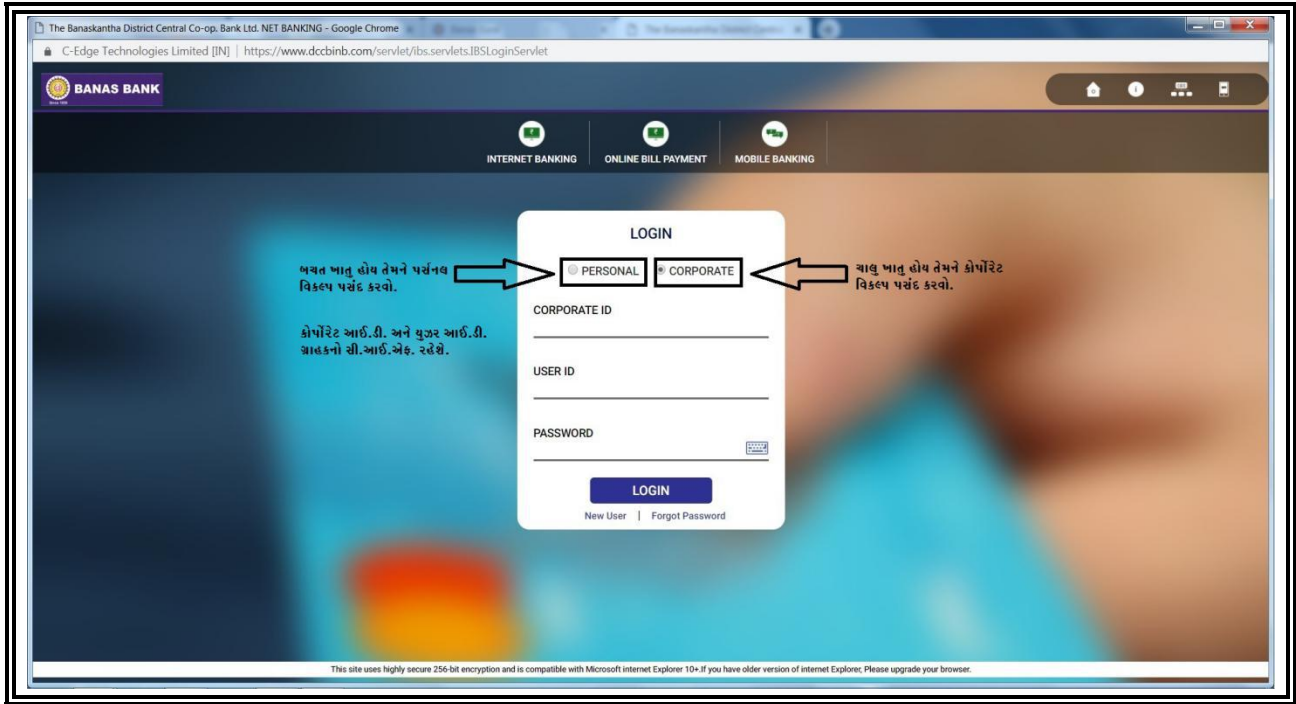 The Banaskantha District Central Co-op. Bank Ltd. NET BANKING - Google Chrome
C-Edge Technologies Limited [IN] | https://www.dccbinb.com/servlet/ibs.servlets.IBSLoginServlet
BANAS BANK
INTERNET BANKING
ONLINE BILL PAYMENT
MOBILE BANKING
LOGIN
બચત ખાતુ હોય તેમને પર્સનલ
વિકલ્પ પસંદ કરવો.
PERSONAL
CORPORATE
ચાલુ ખાતુ હોય તેમને કોર્પોરેટ
વિકલ્પ પસંદ કરવો.
કોર્પોરેટ આઈ.ડી. અને યુઝર આઈ.ડી.
ગ્રાહકનો સી.આઈ.એફ. રહેશે.
CORPORATE ID
USER ID
PASSWORD
LOGIN
New User | Forgot Password
This site uses highly secure 256-bit encryption and is compatible with Microsoft internet Explorer 10+.If you have older version of internet Explorer, Please upgrade your browser.